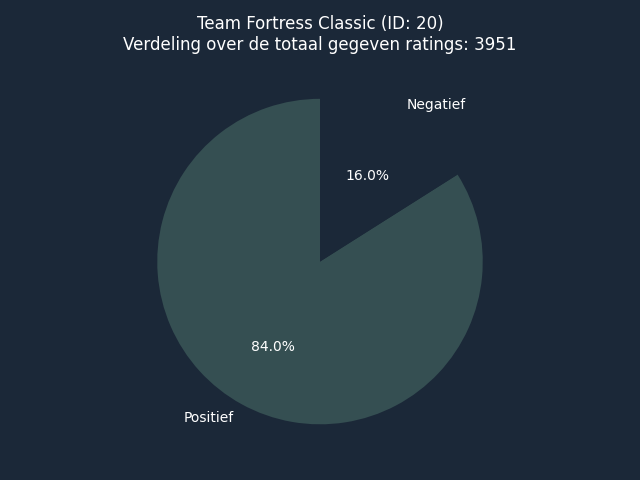 Team Fortress Classic (ID: 20)
Verdeling over de totaal gegeven ratings: 3951
Negatief
16.0%
84.0%
Positief